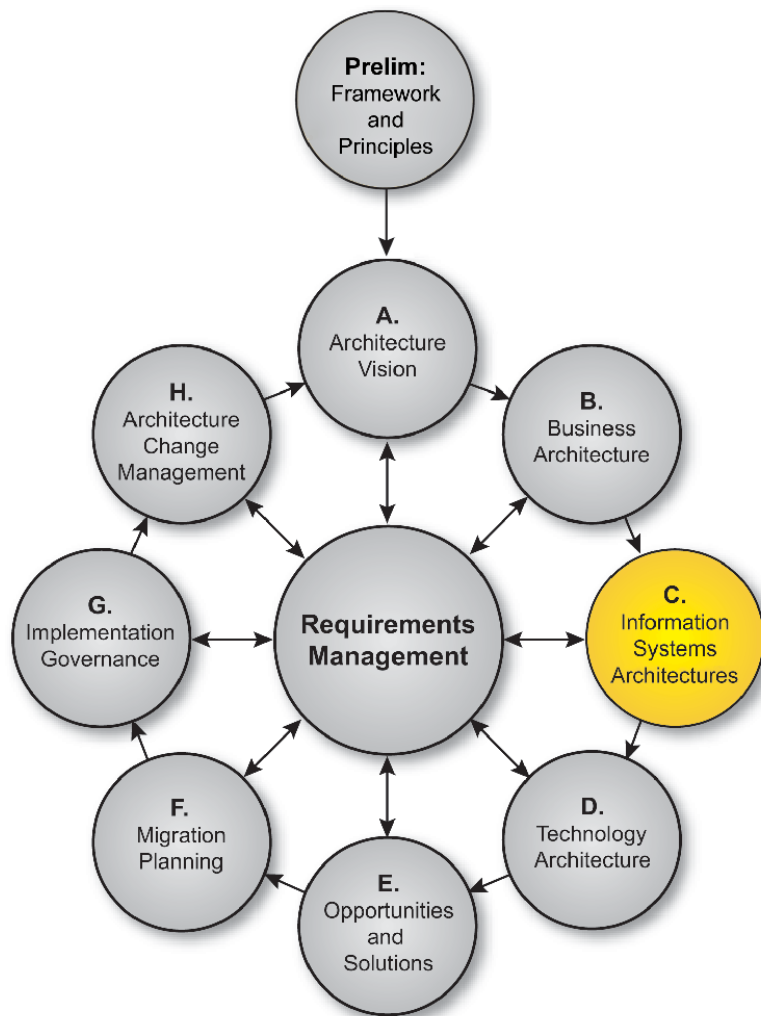 Prelim:
Framework
and
Principles
A.
Architecture
Vision
B.
Business
Architecture
C.
Information
Systems
Architectures
D.
Technology
Architecture
E.
Opportunities
and
Solutions
F.
Migration
Planning
G.
Implementation
Governance
H.
Architecture
Change
Management
Requirements
Management